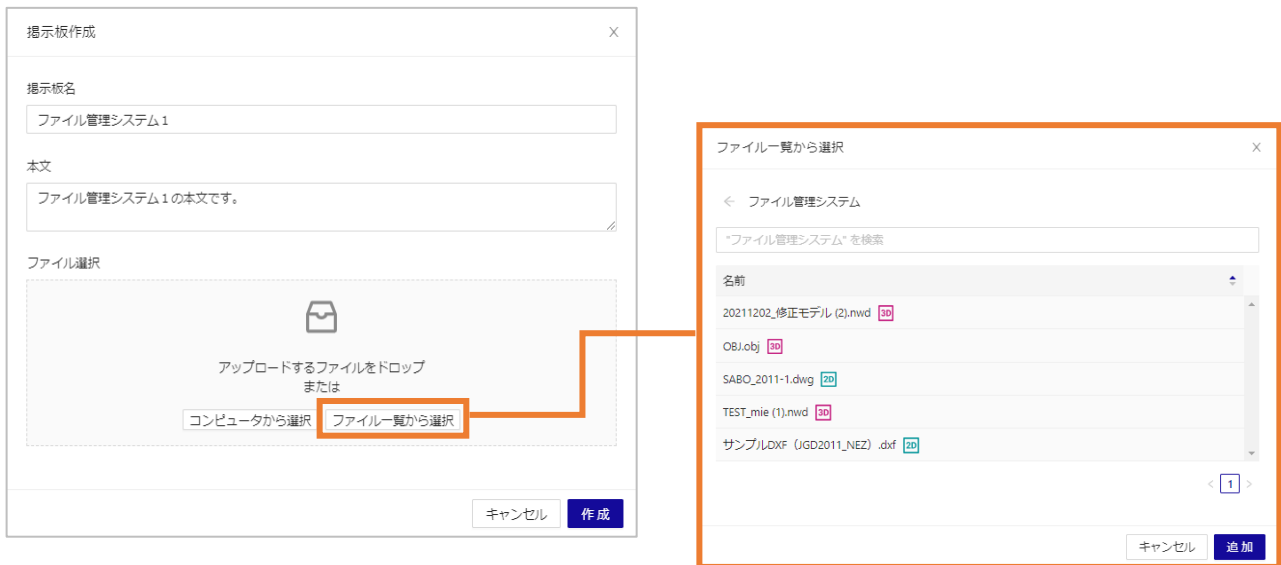 掲示板作成
掲示板名
ファイル管理システム1
本文
ファイル管理システム1の本文です。
ファイル選択
アップロードするファイルをドロップ
または
コンピュータから選択 ファイル一覧から選択
キャンセル 作成
ファイル一覧から選択
ファイル管理システム
"ファイル管理システム" を検索
名前
20211202_修正モデル (2).nwd 3D
OBJ.obj 3D
SABO_2011-1.dwg 2D
TEST_mie (1).nwd 3D
サンプルDXF（JGD2011_NEZ）.dxf 2D
< 1 >
キャンセル 追加